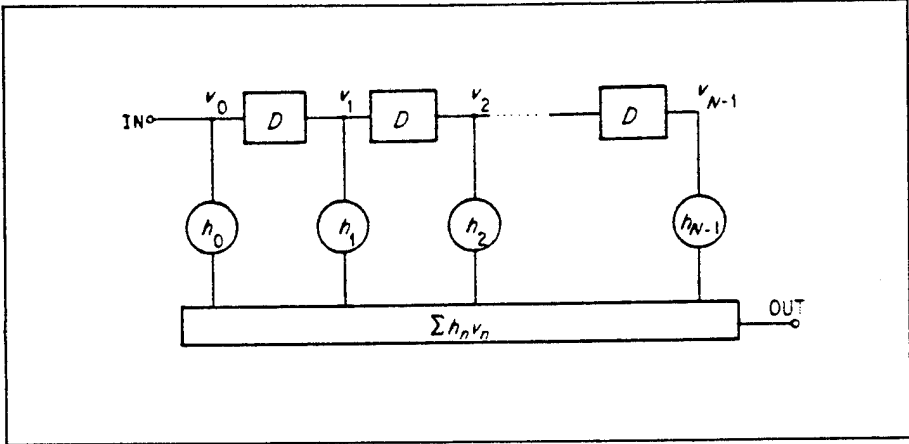 v0 v1 v2 vN−1
IN D D D
h0 h1 h2 hN−1
OUT
Σhnvn